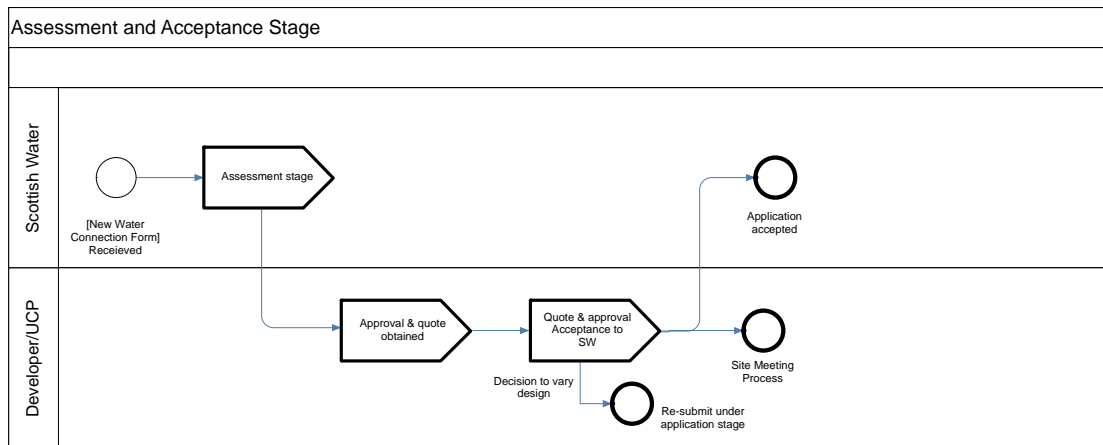 Assessment and Acceptance Stage
Scottish Water
Assessment stage
[New Water
Connection Form]
Receieved
Application
accepted
Developer/UCP
Approval & quote
obtained
Quote & approval
Acceptance to
SW
Site Meeting
Process
Decision to vary
design
Re-submit under
application stage